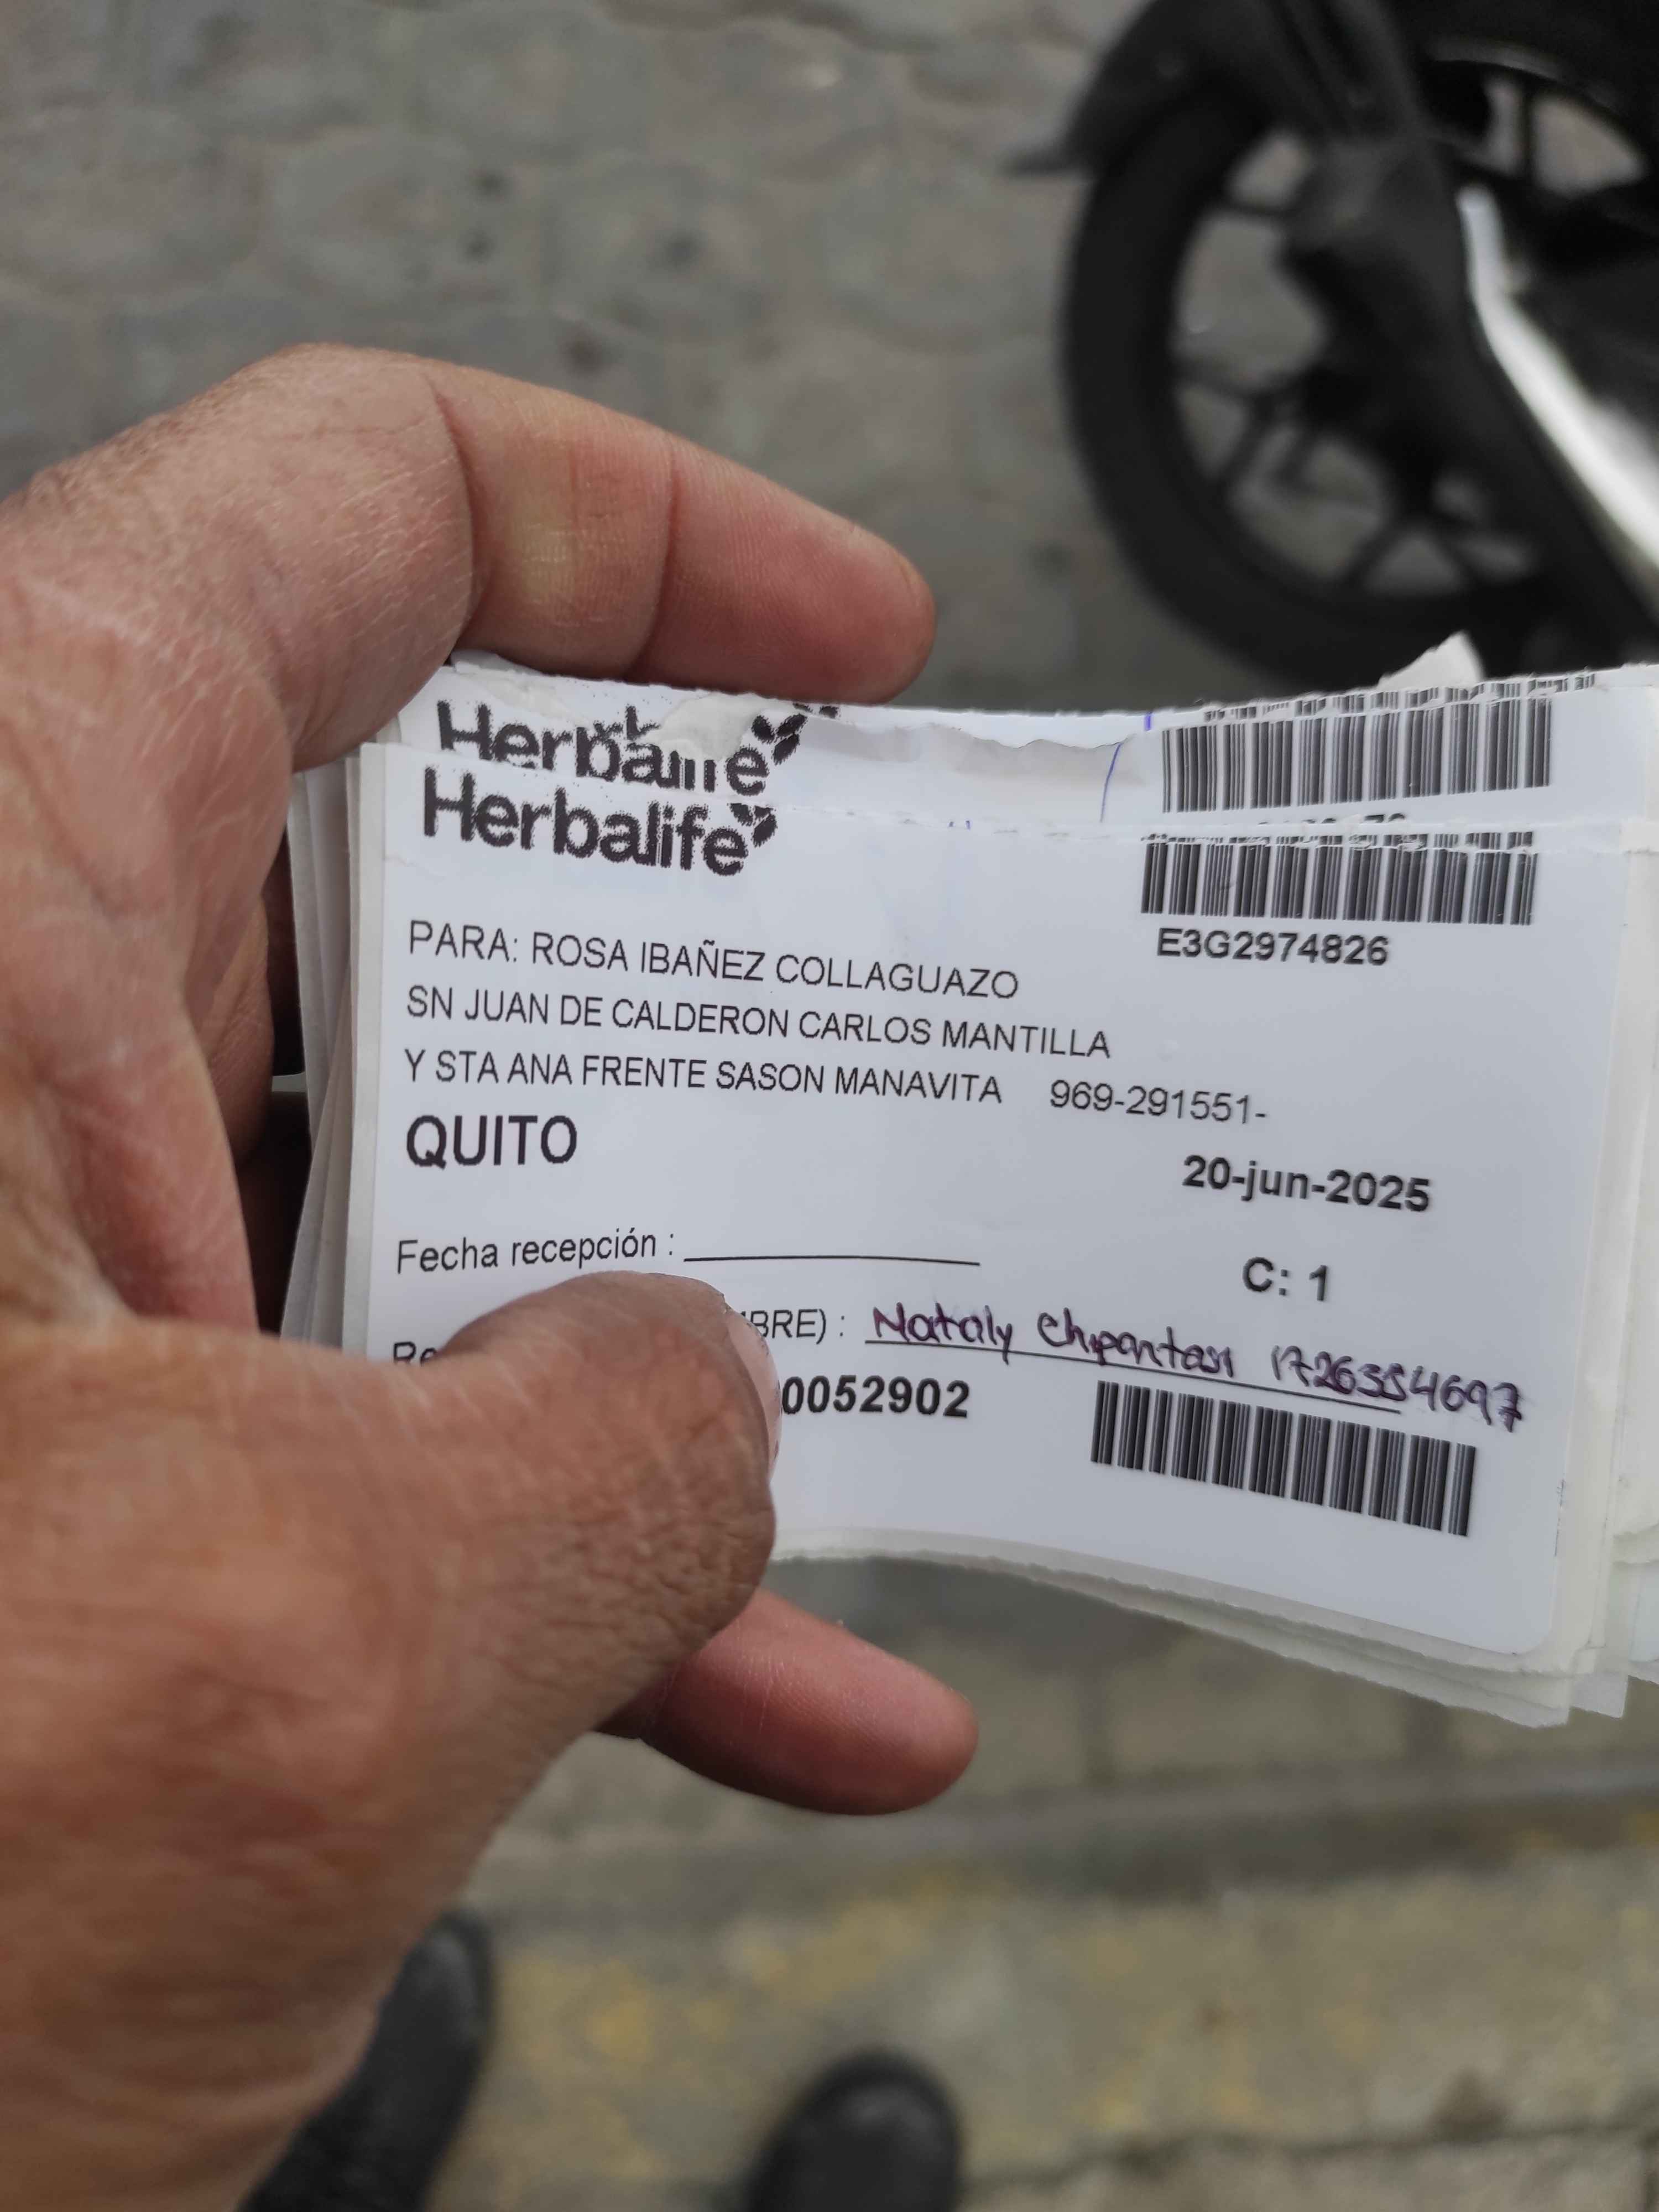 Herbalife
Herbalife
E3G2974826
PARA: ROSA IBAÑEZ COLLAGUAZO
SN JUAN DE CALDERON CARLOS MANTILLA
Y STA ANA FRENTE SASON MANAVITA 969-291551-
QUITO
20-jun-2025
Fecha recepción :
C: 1
Re BRE) : Nataly Chipantasi
0052902